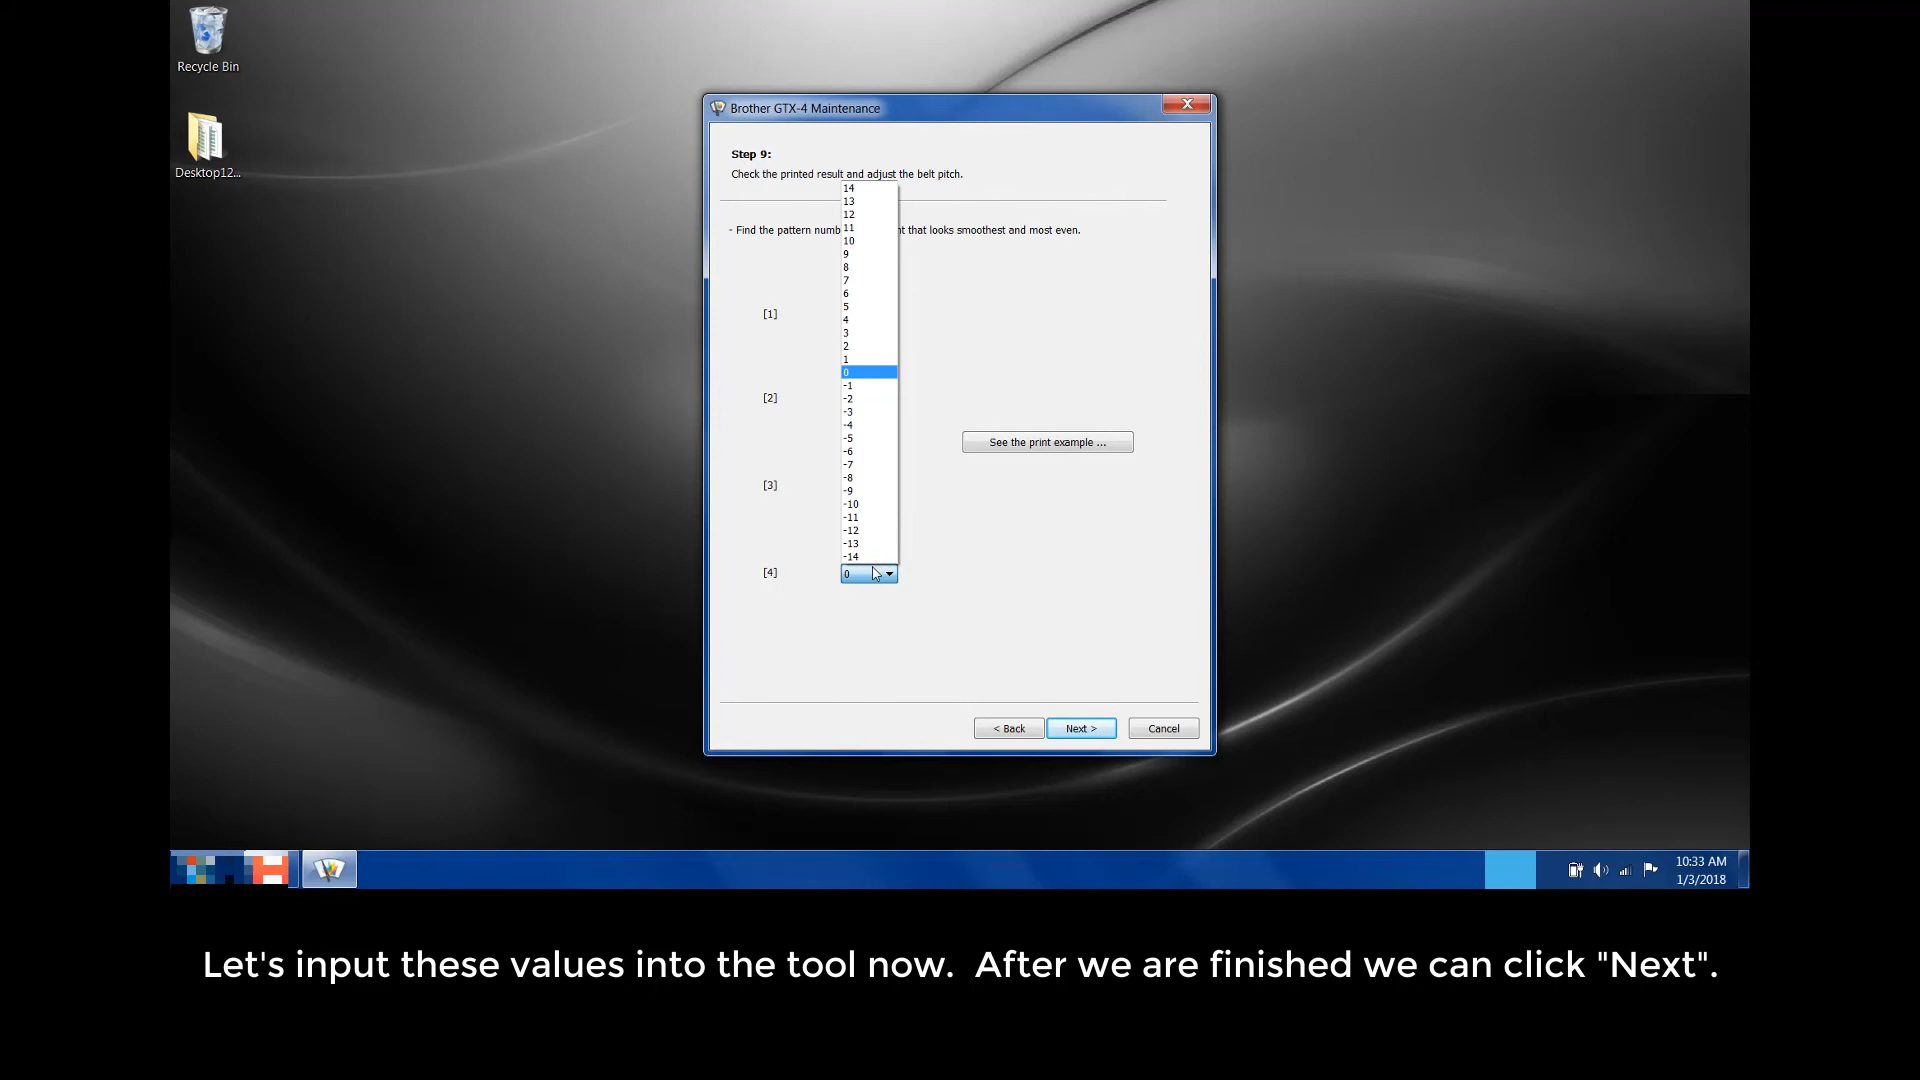 Recycle Bin
Desktop12...
Brother GTX-4 Maintenance
Step 9:
Check the printed result and adjust the belt pitch.
- Find the pattern numb nt that looks smoothest and most even.
14
13
12
11
10
9
8
7
6
5
4
3
2
1
0
-1
-2
-3
-4
-5
-6
-7
-8
-9
-10
-11
-12
-13
-14
[1]
[2]
[3]
[4]
0
See the print example ...
< Back
Next >
Cancel
10:33 AM
1/3/2018
Let's input these values into the tool now.  After we are finished we can click "Next".